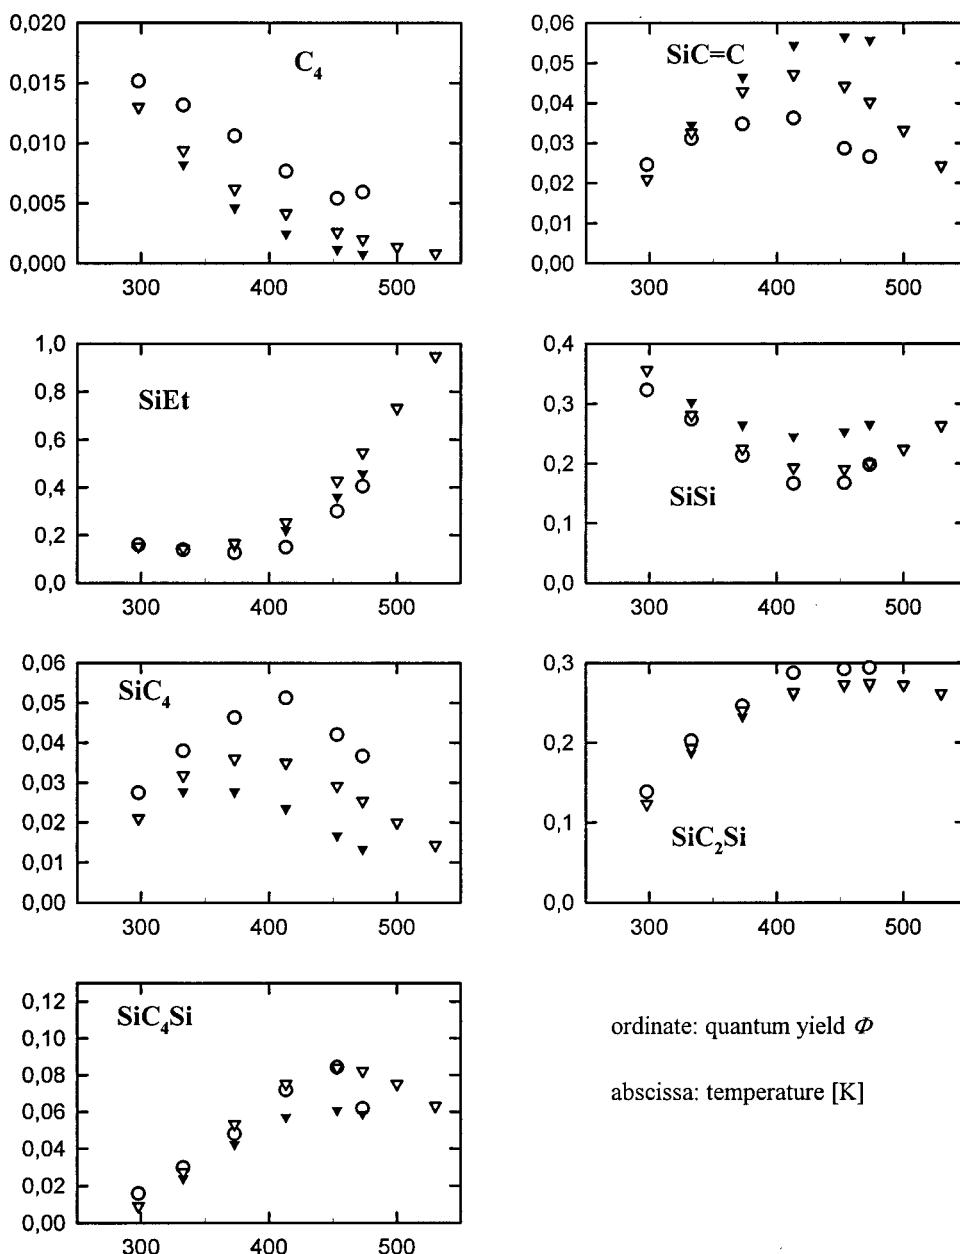 0,020
0,015
0,010
0,005
0,000
C4
300 400 500
0,06
0,05
0,04
0,03
0,02
0,01
0,00
SiC=C
300 400 500
1,0
0,8
0,6
0,4
0,2
0,0
SiEt
300 400 500
0,4
0,3
0,2
0,1
0,0
SiSi
300 400 500
0,06
0,05
0,04
0,03
0,02
0,01
0,00
SiC4
300 400 500
0,3
0,2
0,1
0,0
SiC2Si
300 400 500
0,12
0,10
0,08
0,06
0,04
0,02
0,00
SiC4Si
300 400 500
ordinate: quantum yield Φ
abscissa: temperature [K]